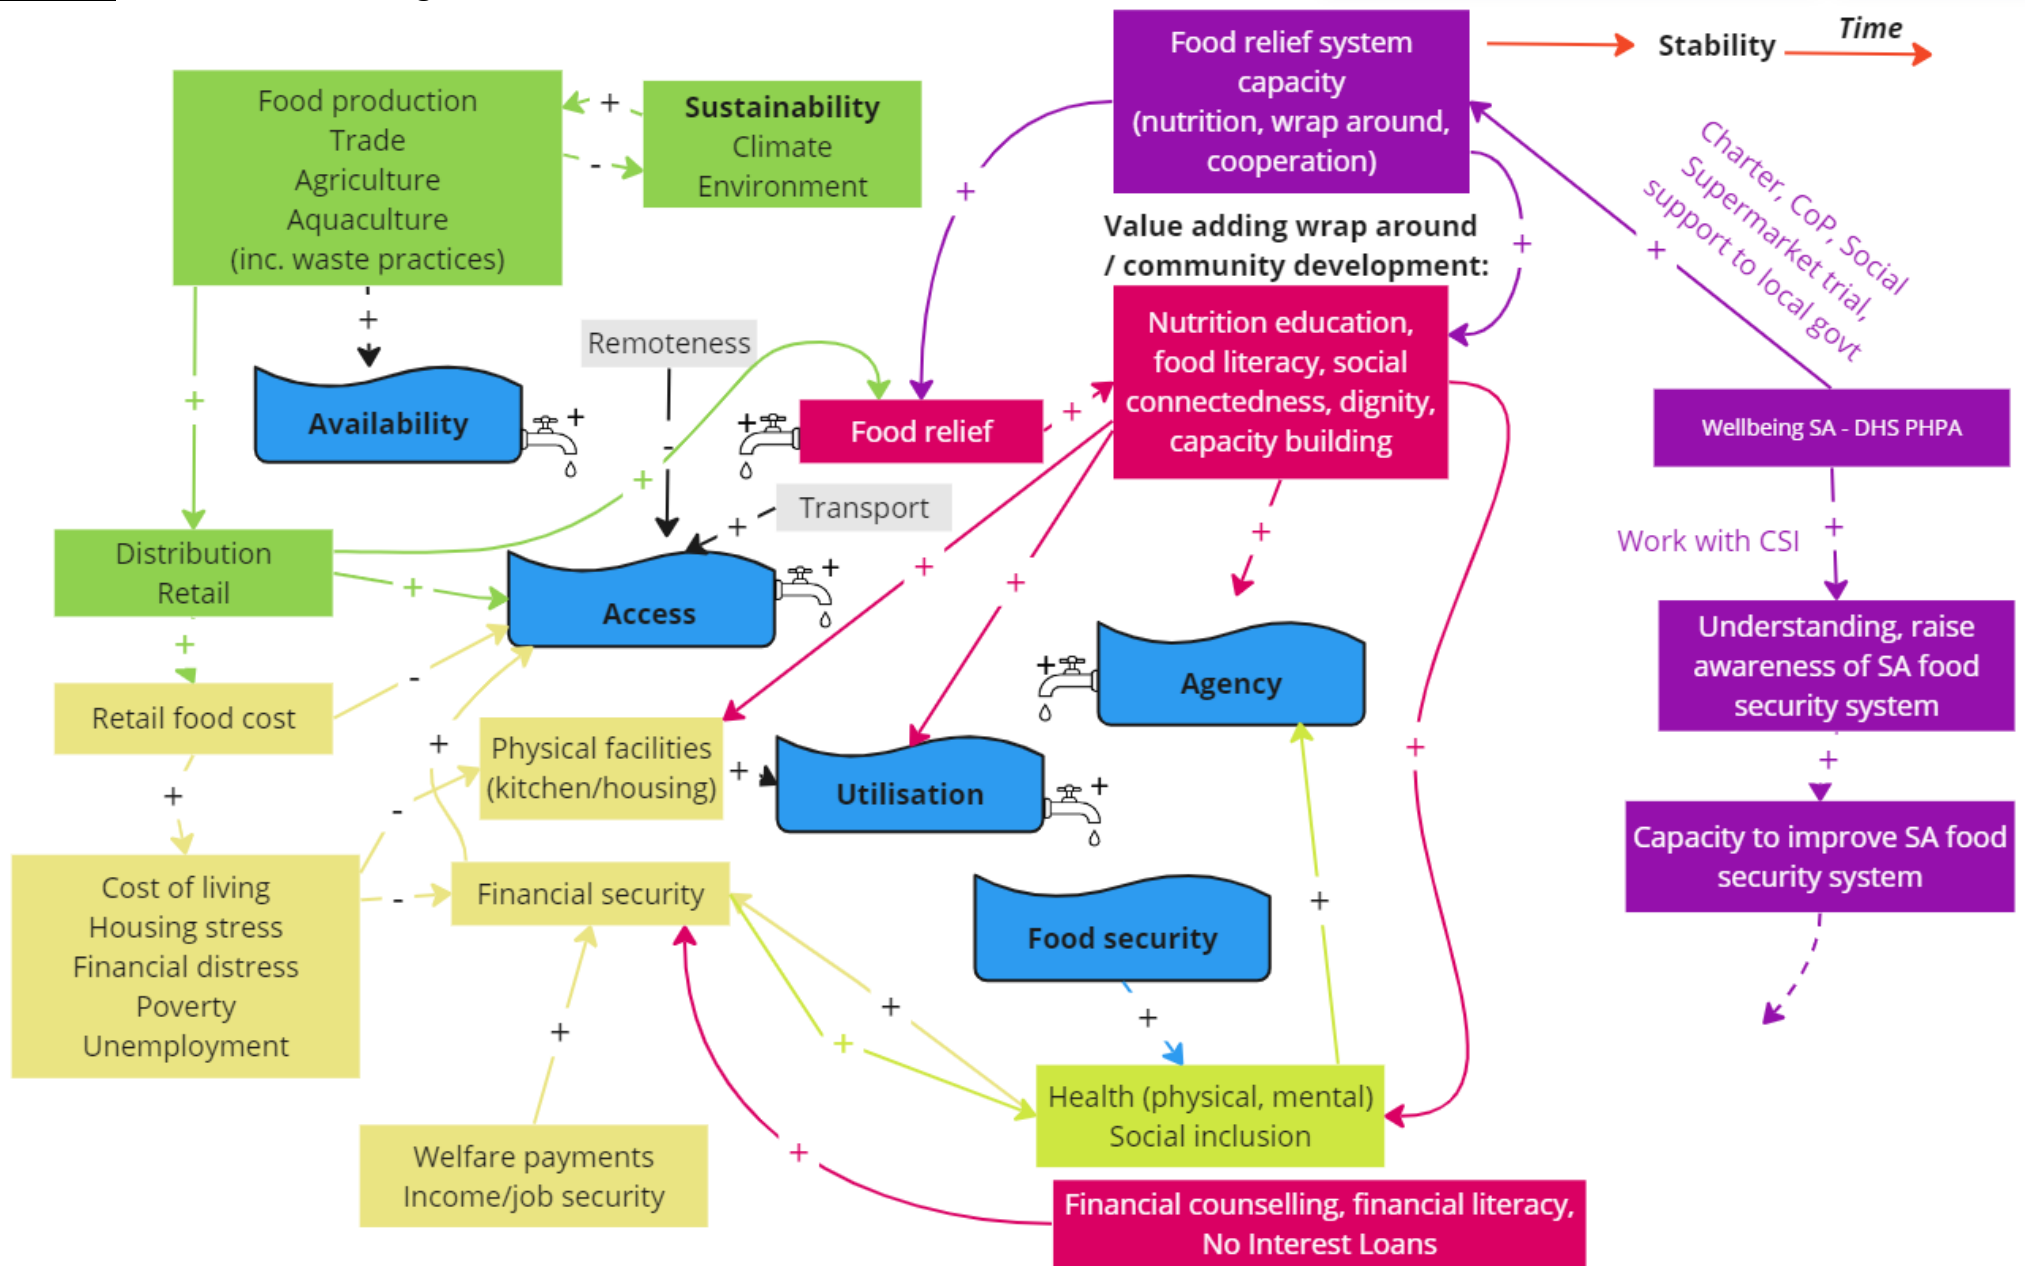 Food relief system
capacity
(nutrition, wrap around,
cooperation)
Stability
Time
Food production
Trade
Agriculture
Aquaculture
(inc. waste practices)
+
-
Sustainability
Climate
Environment
+
+
+
Charter, CoP, Social
Supermarket trial,
support to local govt
+
Value adding wrap around
/ community development:
Nutrition education,
food literacy, social
connectedness, dignity,
capacity building
+
Remoteness
-
+
Availability
+
+
Food relief
+
Wellbeing SA - DHS PHPA
+
Transport
+
Work with CSI
+
Distribution
Retail
+
+
Access
+
+
+
+
Understanding, raise
awareness of SA food
security system
+
+
Agency
Retail food cost
-
+
Physical facilities
(kitchen/housing)
+
Utilisation
+
+
+
+
-
Capacity to improve SA food
security system
Cost of living
Housing stress
Financial distress
Poverty
Unemployment
-
Financial security
+
Food security
+
+
+
+
Health (physical, mental)
Social inclusion
Welfare payments
Income/job security
+
Financial counselling, financial literacy,
No Interest Loans